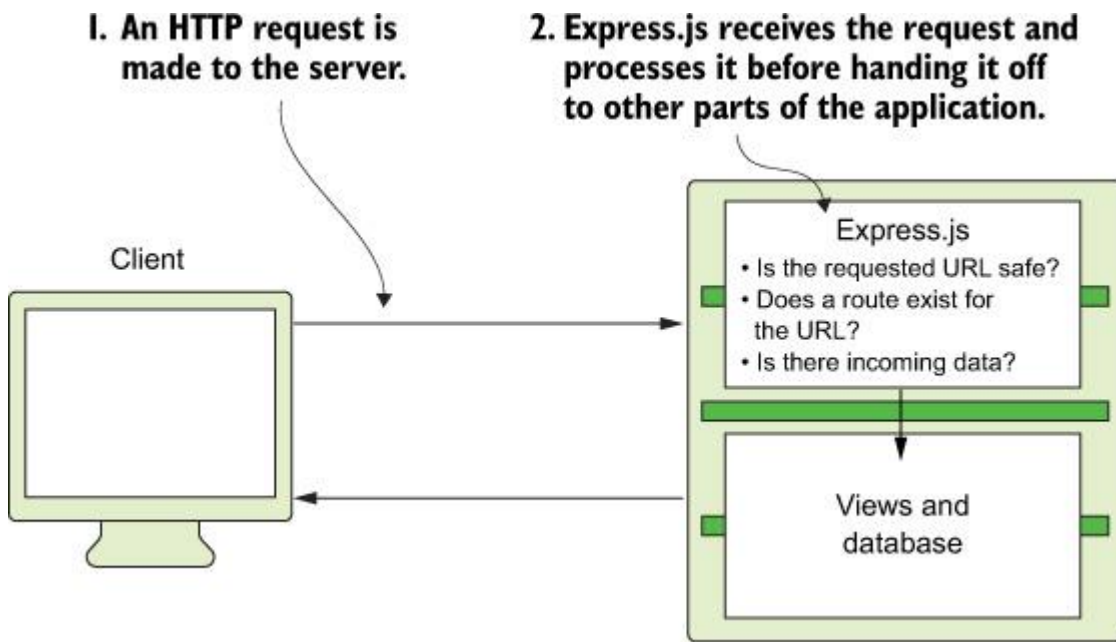 1. An HTTP request is
made to the server.
2. Express.js receives the request and
processes it before handing it off
to other parts of the application.
Client
Express.js
• Is the requested URL safe?
• Does a route exist for
the URL?
• Is there incoming data?
Views and
database